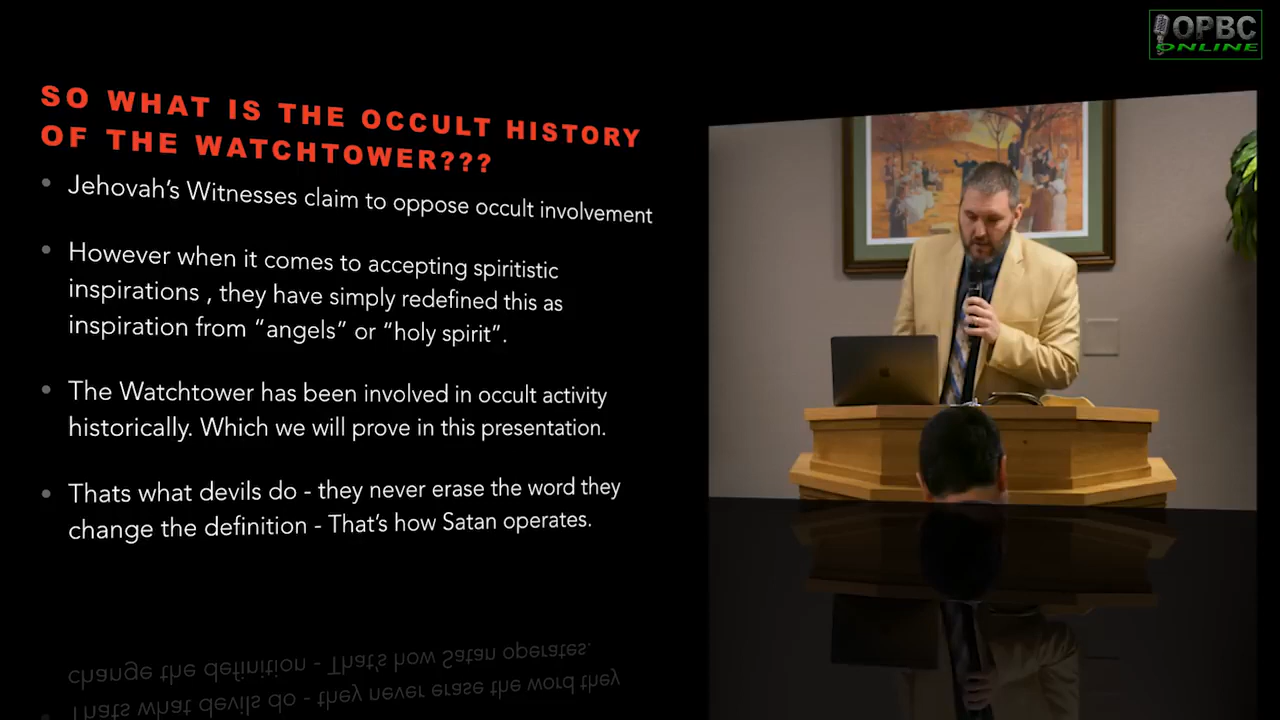 OPBC
ONLINE
SO WHAT IS THE OCCULT HISTORY
OF THE WATCHTOWER???
• Jehovah's Witnesses claim to oppose occult involvement
• However when it comes to accepting spiritistic
inspirations , they have simply redefined this as
inspiration from “angels” or “holy spirit”.
• The Watchtower has been involved in occult activity
historically. Which we will prove in this presentation.
• Thats what devils do - they never erase the word they
change the definition - That's how Satan operates.